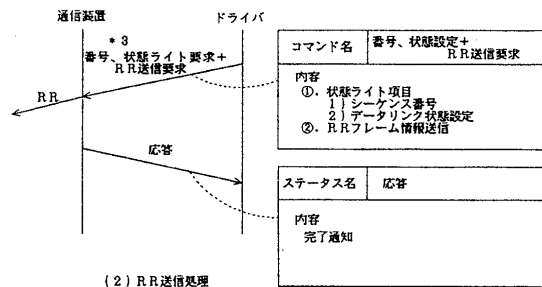 通信装置
ドライバ
*3
番号、状態ライト要求+
RR送信要求
RR
応答
コマンド名
番号、状態設定+
RR送信要求
内容
①. 状態ライト項目
1) シーケンス番号
2) データリンク状態設定
②. RRフレーム情報送信
ステータス名
応答
内容
完了通知
(2) RR送信処理